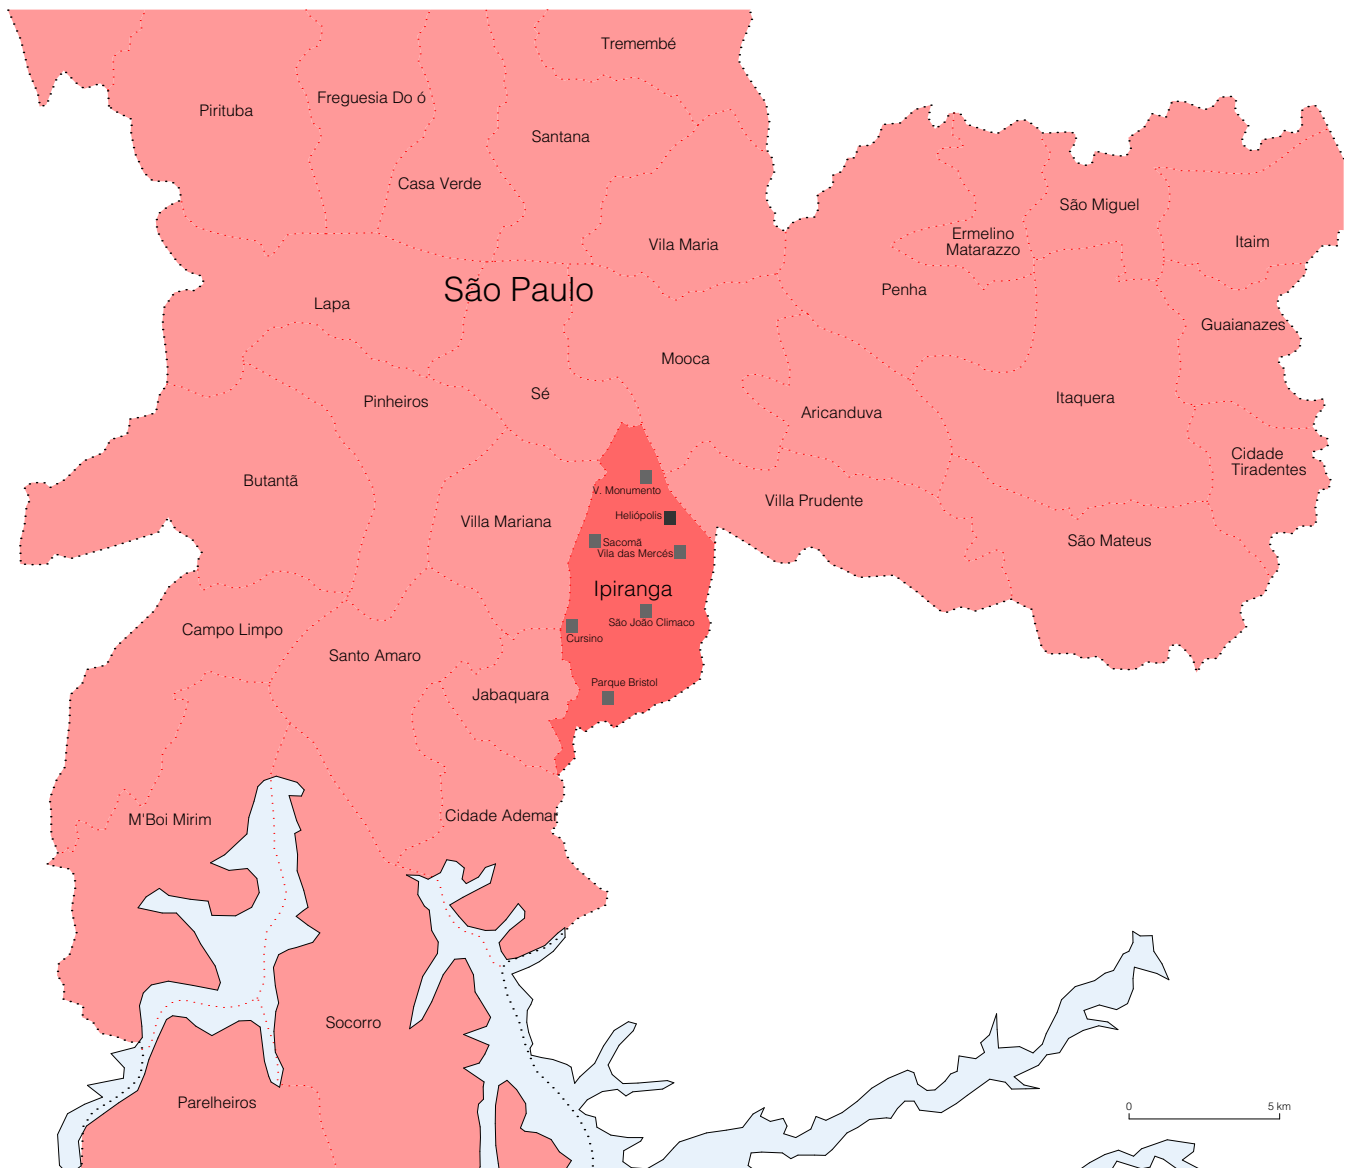 Tremembé
Pirituba
Freguesia Do ó
Santana
Casa Verde
São Miguel
Vila Maria
Ermelino
Matarazzo
Itaim
São Paulo
Lapa
Penha
Guaianazes
Mooca
Sé
Pinheiros
Aricanduva
Itaquera
Cidade
Tiradentes
Butantã
V. Monumento
Villa Prudente
Heliópolis
Villa Mariana
Sacomã
Vila das Mercés
São Mateus
Ipiranga
São João Climaco
Campo Limpo
Cursino
Santo Amaro
Parque Bristol
Jabaquara
M'Boi Mirim
Cidade Ademar
Socorro
Parelheiros
0 5 km